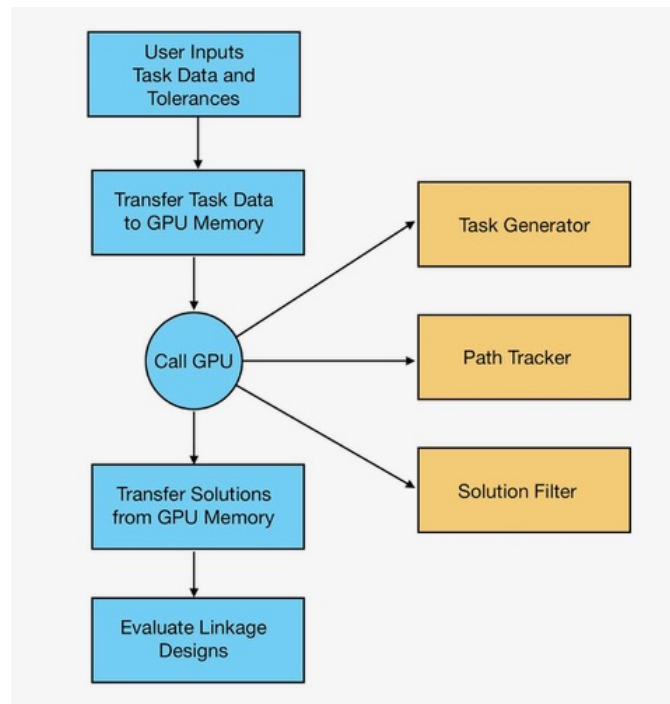 User Inputs
Task Data and
Tolerances
Transfer Task Data
to GPU Memory
Task Generator
Call GPU
Path Tracker
Transfer Solutions
from GPU Memory
Solution Filter
Evaluate Linkage
Designs